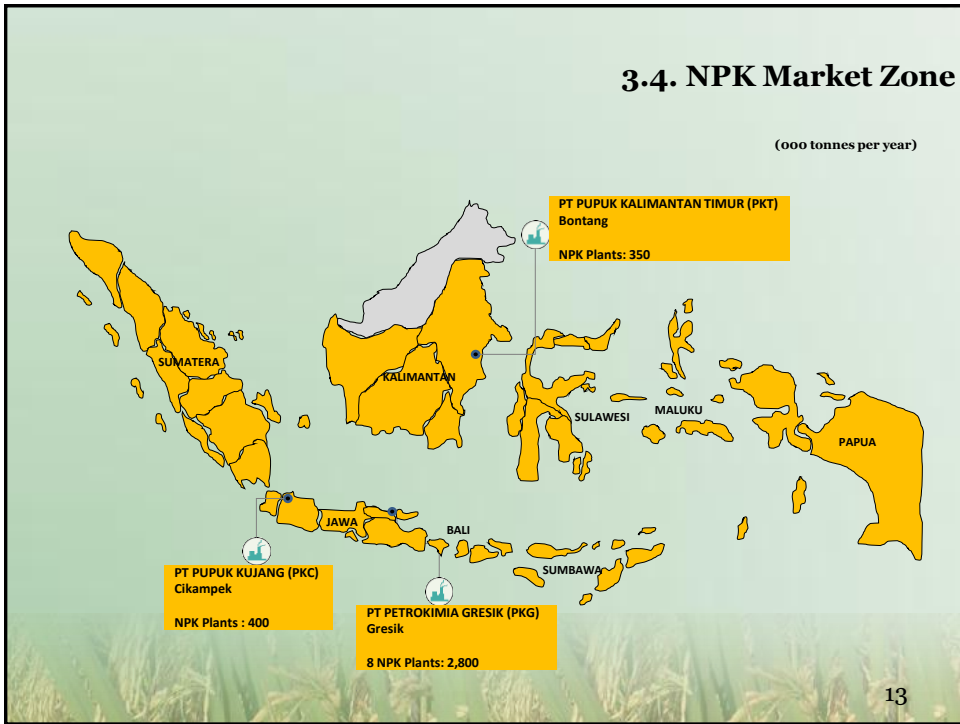 3.4. NPK Market Zone
(000 tonnes per year)
PT PUPUK KALIMANTAN TIMUR (PKT)
Bontang
NPK Plants: 350
SUMATERA
KALIMANTAN
SULAWESI
MALUKU
PAPUA
JAWA
BALI
SUMBAWA
PT PUPUK KUJANG (PKC)
Cikampek
NPK Plants : 400
PT PETROKIMIA GRESIK (PKG)
Gresik
8 NPK Plants: 2,800
13